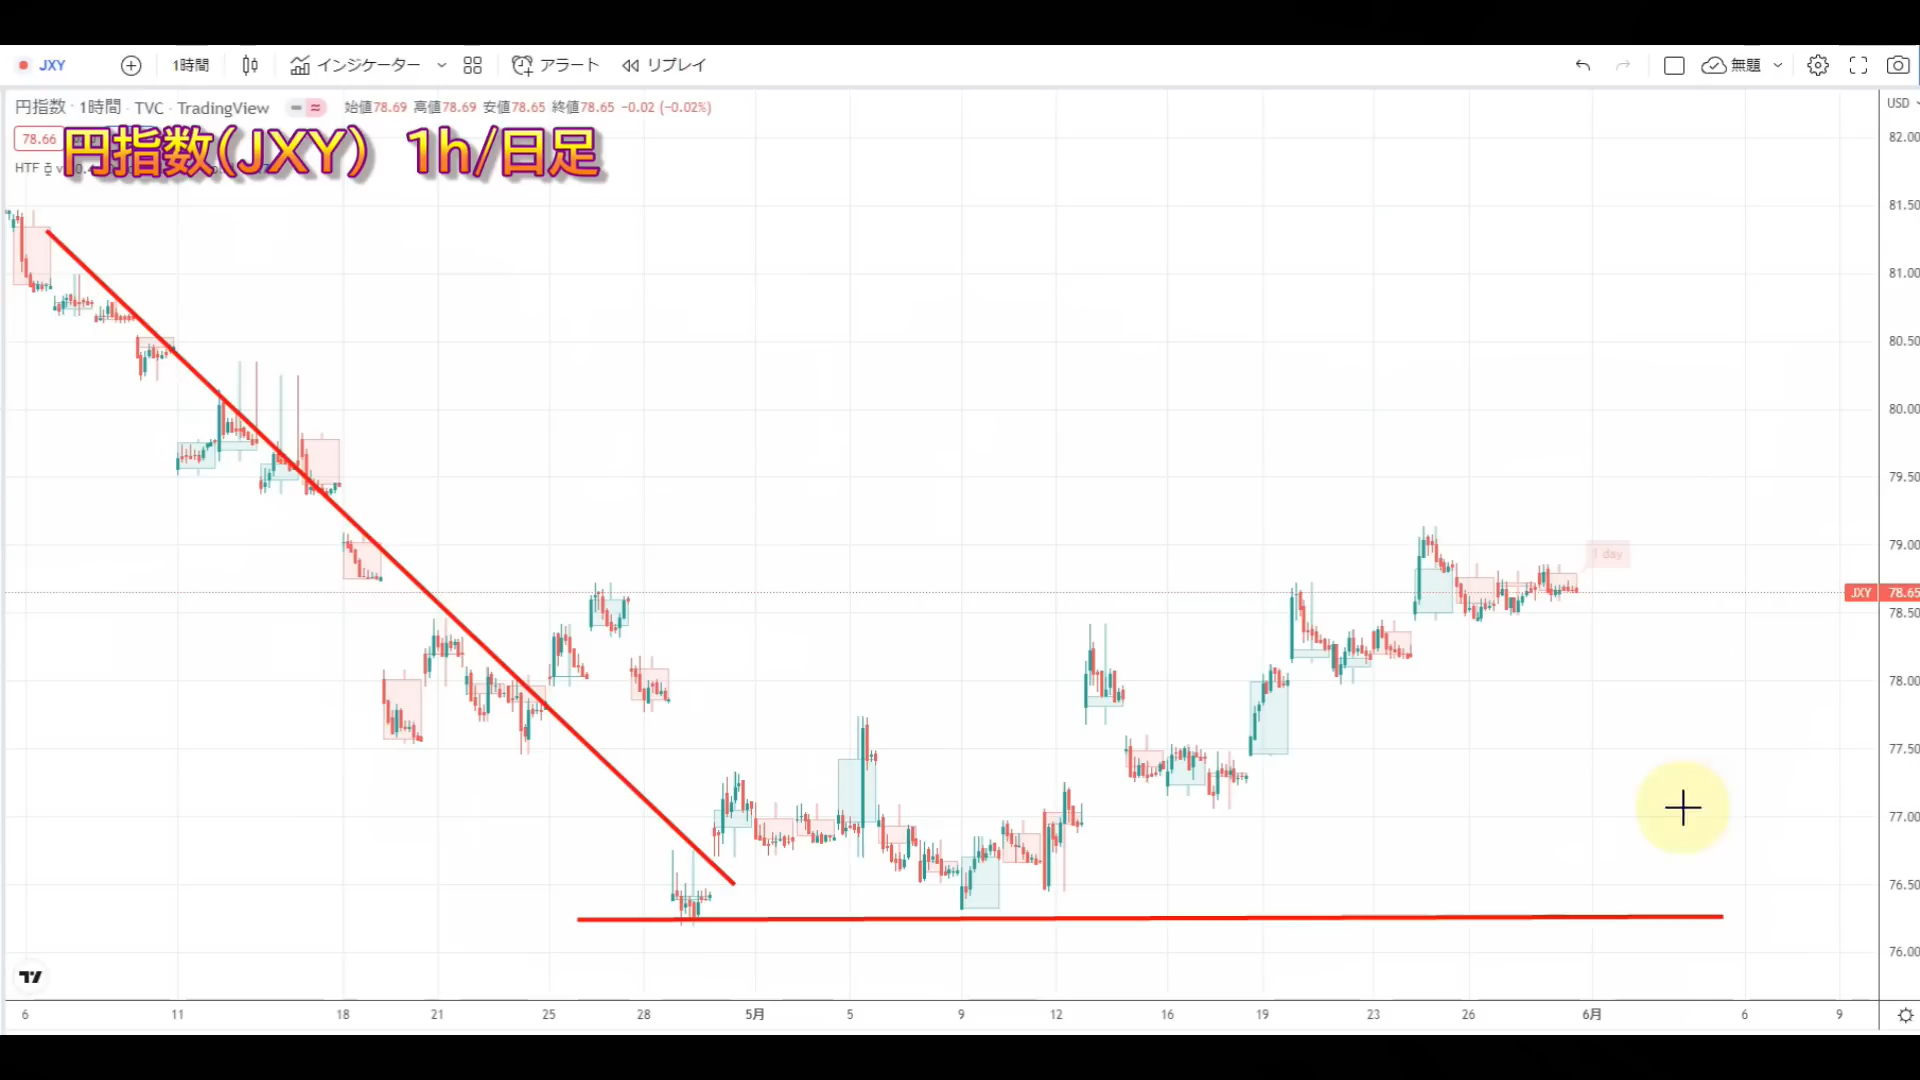 JXY 1時間 インジケーター アラート リプレイ 無題
円指数・1時間・TVC・TradingView 始値78.69 高値78.69 安値78.65 終値78.65 −0.02 (−0.02%)
USD
78.66
円指数(JXY) 1h/日足
HTF
82.00
81.50
81.00
80.50
80.00
79.50
79.00
1 day
JXY 78.65
78.50
78.00
77.50
77.00
76.50
76.00
6 11 18 21 25 28 5月 5 9 12 16 19 23 26 6月 6 9